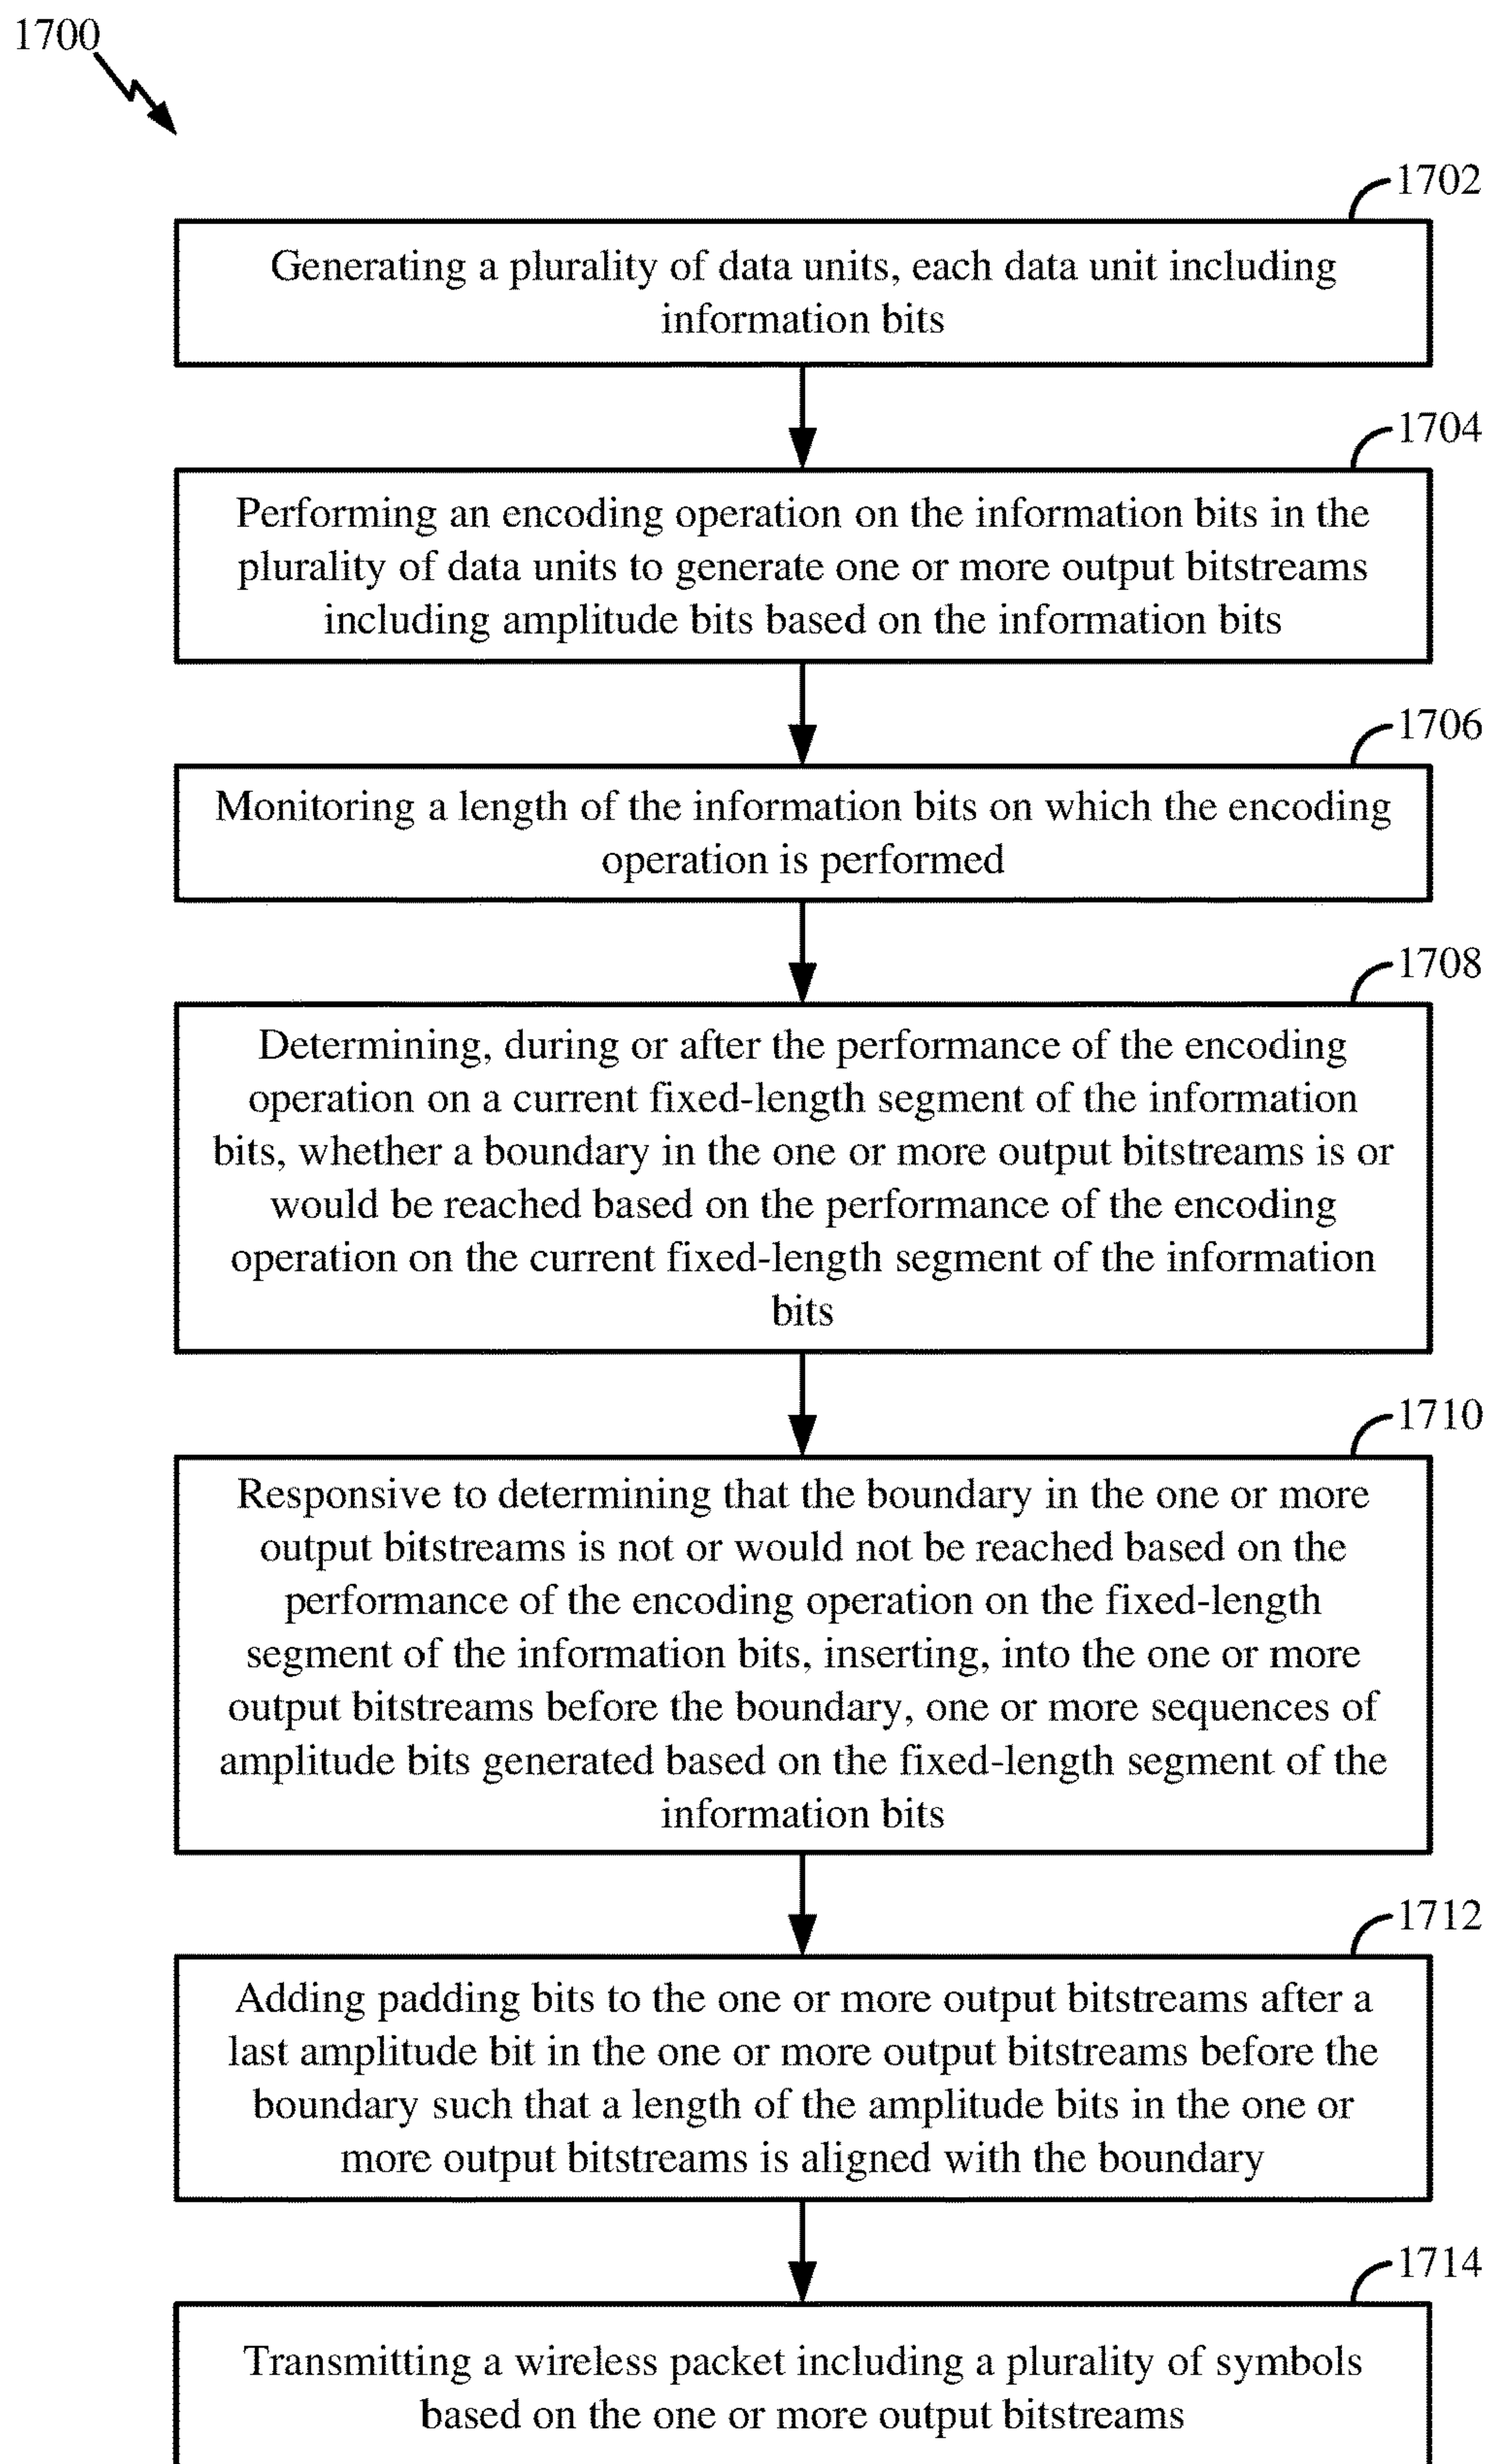 1700
1702
Generating a plurality of data units, each data unit including
information bits
1704
Performing an encoding operation on the information bits in the
plurality of data units to generate one or more output bitstreams
including amplitude bits based on the information bits
1706
Monitoring a length of the information bits on which the encoding
operation is performed
1708
Determining, during or after the performance of the encoding
operation on a current fixed-length segment of the information
bits, whether a boundary in the one or more output bitstreams is or
would be reached based on the performance of the encoding
operation on the current fixed-length segment of the information
bits
1710
Responsive to determining that the boundary in the one or more
output bitstreams is not or would not be reached based on the
performance of the encoding operation on the fixed-length
segment of the information bits, inserting, into the one or more
output bitstreams before the boundary, one or more sequences of
amplitude bits generated based on the fixed-length segment of the
information bits
1712
Adding padding bits to the one or more output bitstreams after a
last amplitude bit in the one or more output bitstreams before the
boundary such that a length of the amplitude bits in the one or
more output bitstreams is aligned with the boundary
1714
Transmitting a wireless packet including a plurality of symbols
based on the one or more output bitstreams